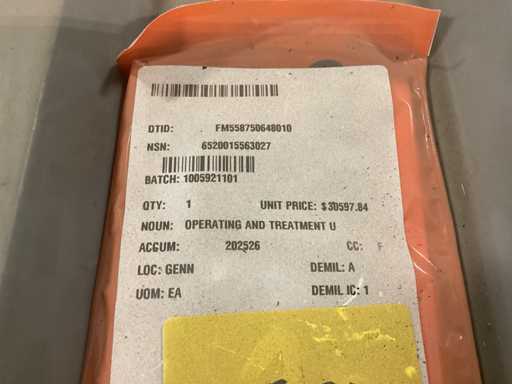 DTID: FM558750648010
NSN: 6520015563027
BATCH: 1005921101
QTY: 1 UNIT PRICE: $30597.84
NOUN: OPERATING AND TREATMENT U
ACCUM: 202526 CC: F
LOC: GENN DEMIL: A
UOM: EA DEMIL IC: 1